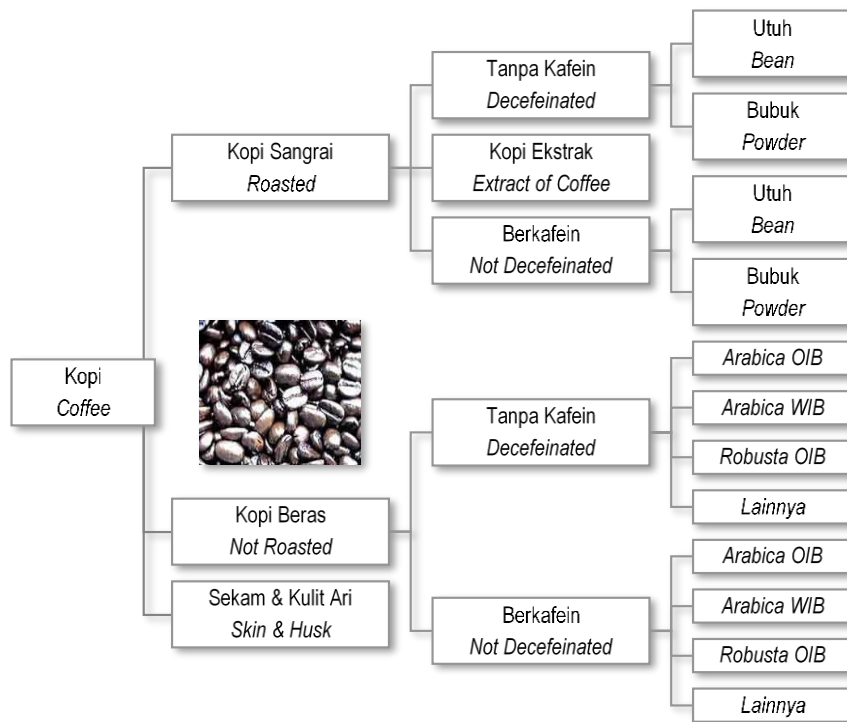 Kopi
Coffee
Kopi Sangrai
Roasted
Tanpa Kafein
Decefeinated
Utuh
Bean
Bubuk
Powder
Kopi Ekstrak
Extract of Coffee
Berkafein
Not Decefeinated
Utuh
Bean
Bubuk
Powder
Kopi Beras
Not Roasted
Tanpa Kafein
Decefeinated
Arabica OIB
Arabica WIB
Robusta OIB
Lainnya
Berkafein
Not Decefeinated
Arabica OIB
Arabica WIB
Robusta OIB
Lainnya
Sekam & Kulit Ari
Skin & Husk